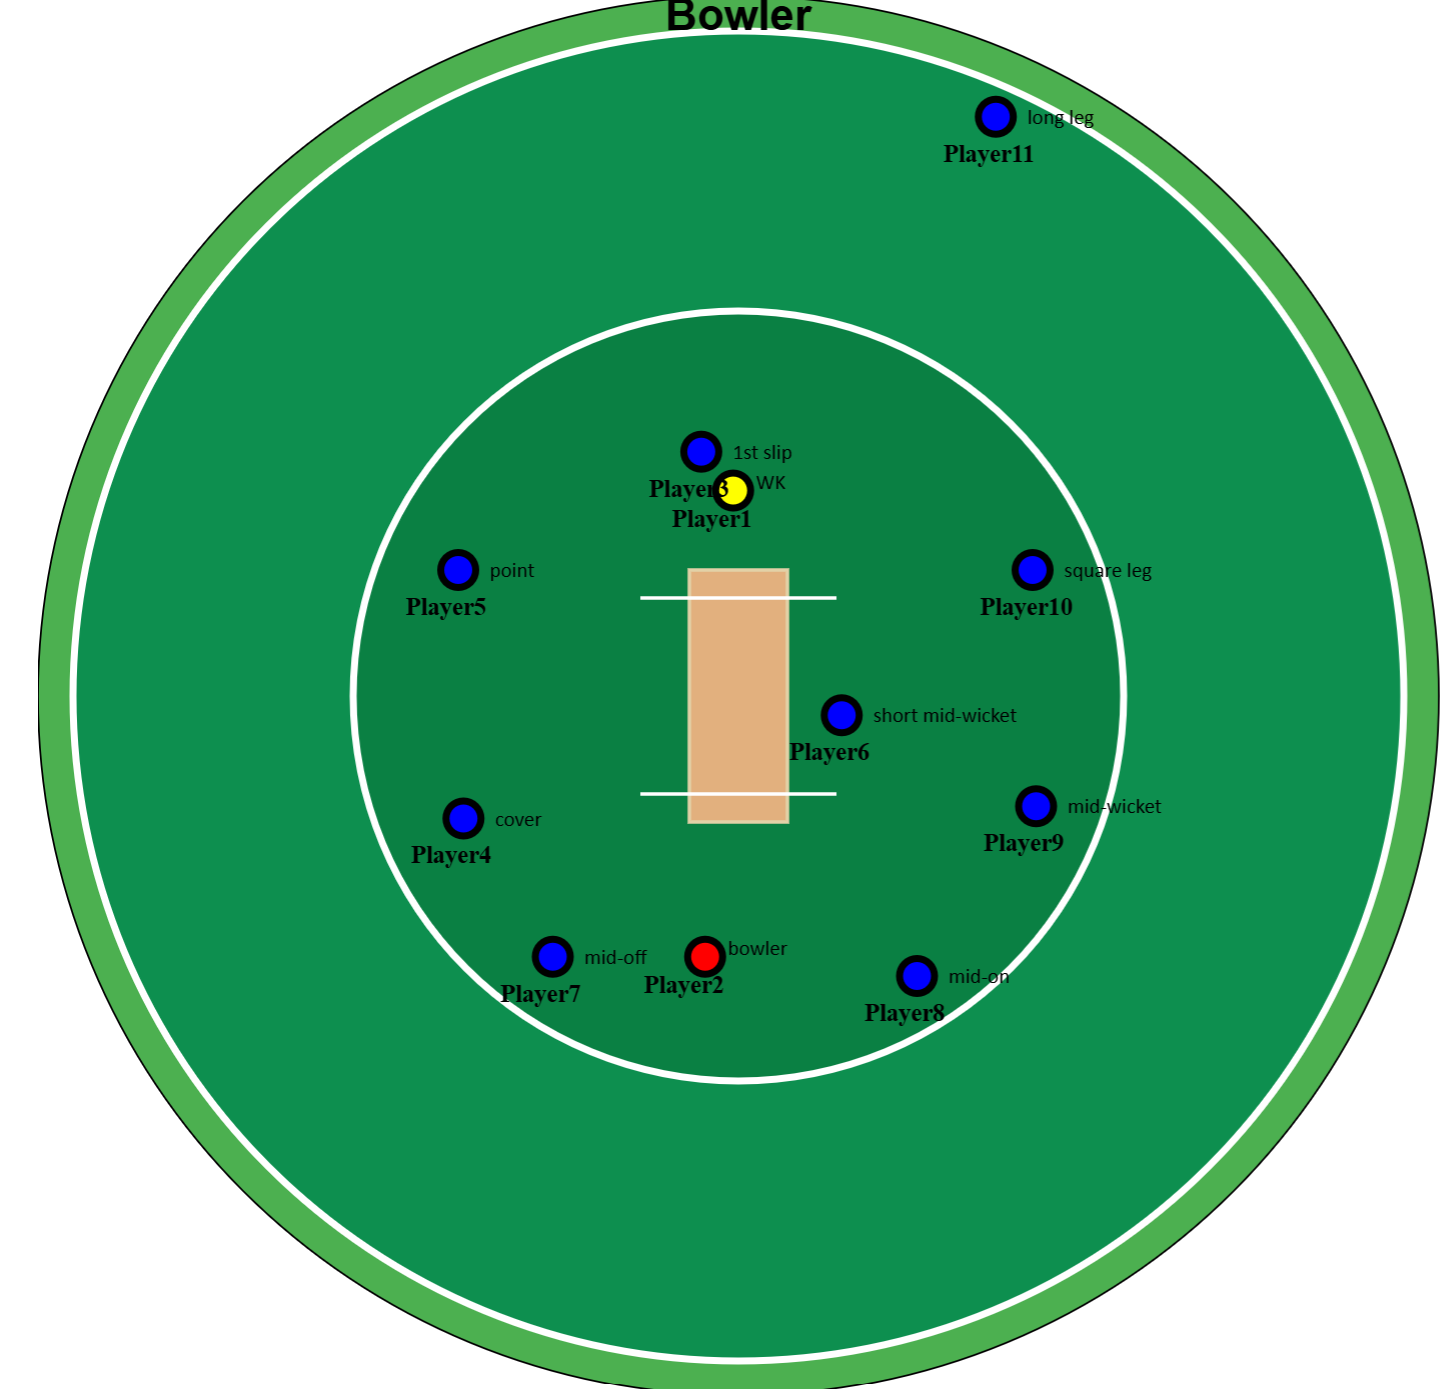 Bowler
long leg
Player11
1st slip
Player3
WK
Player1
point
Player5
square leg
Player10
short mid-wicket
Player6
mid-wicket
Player9
cover
Player4
mid-off
Player7
bowler
Player2
mid-on
Player8